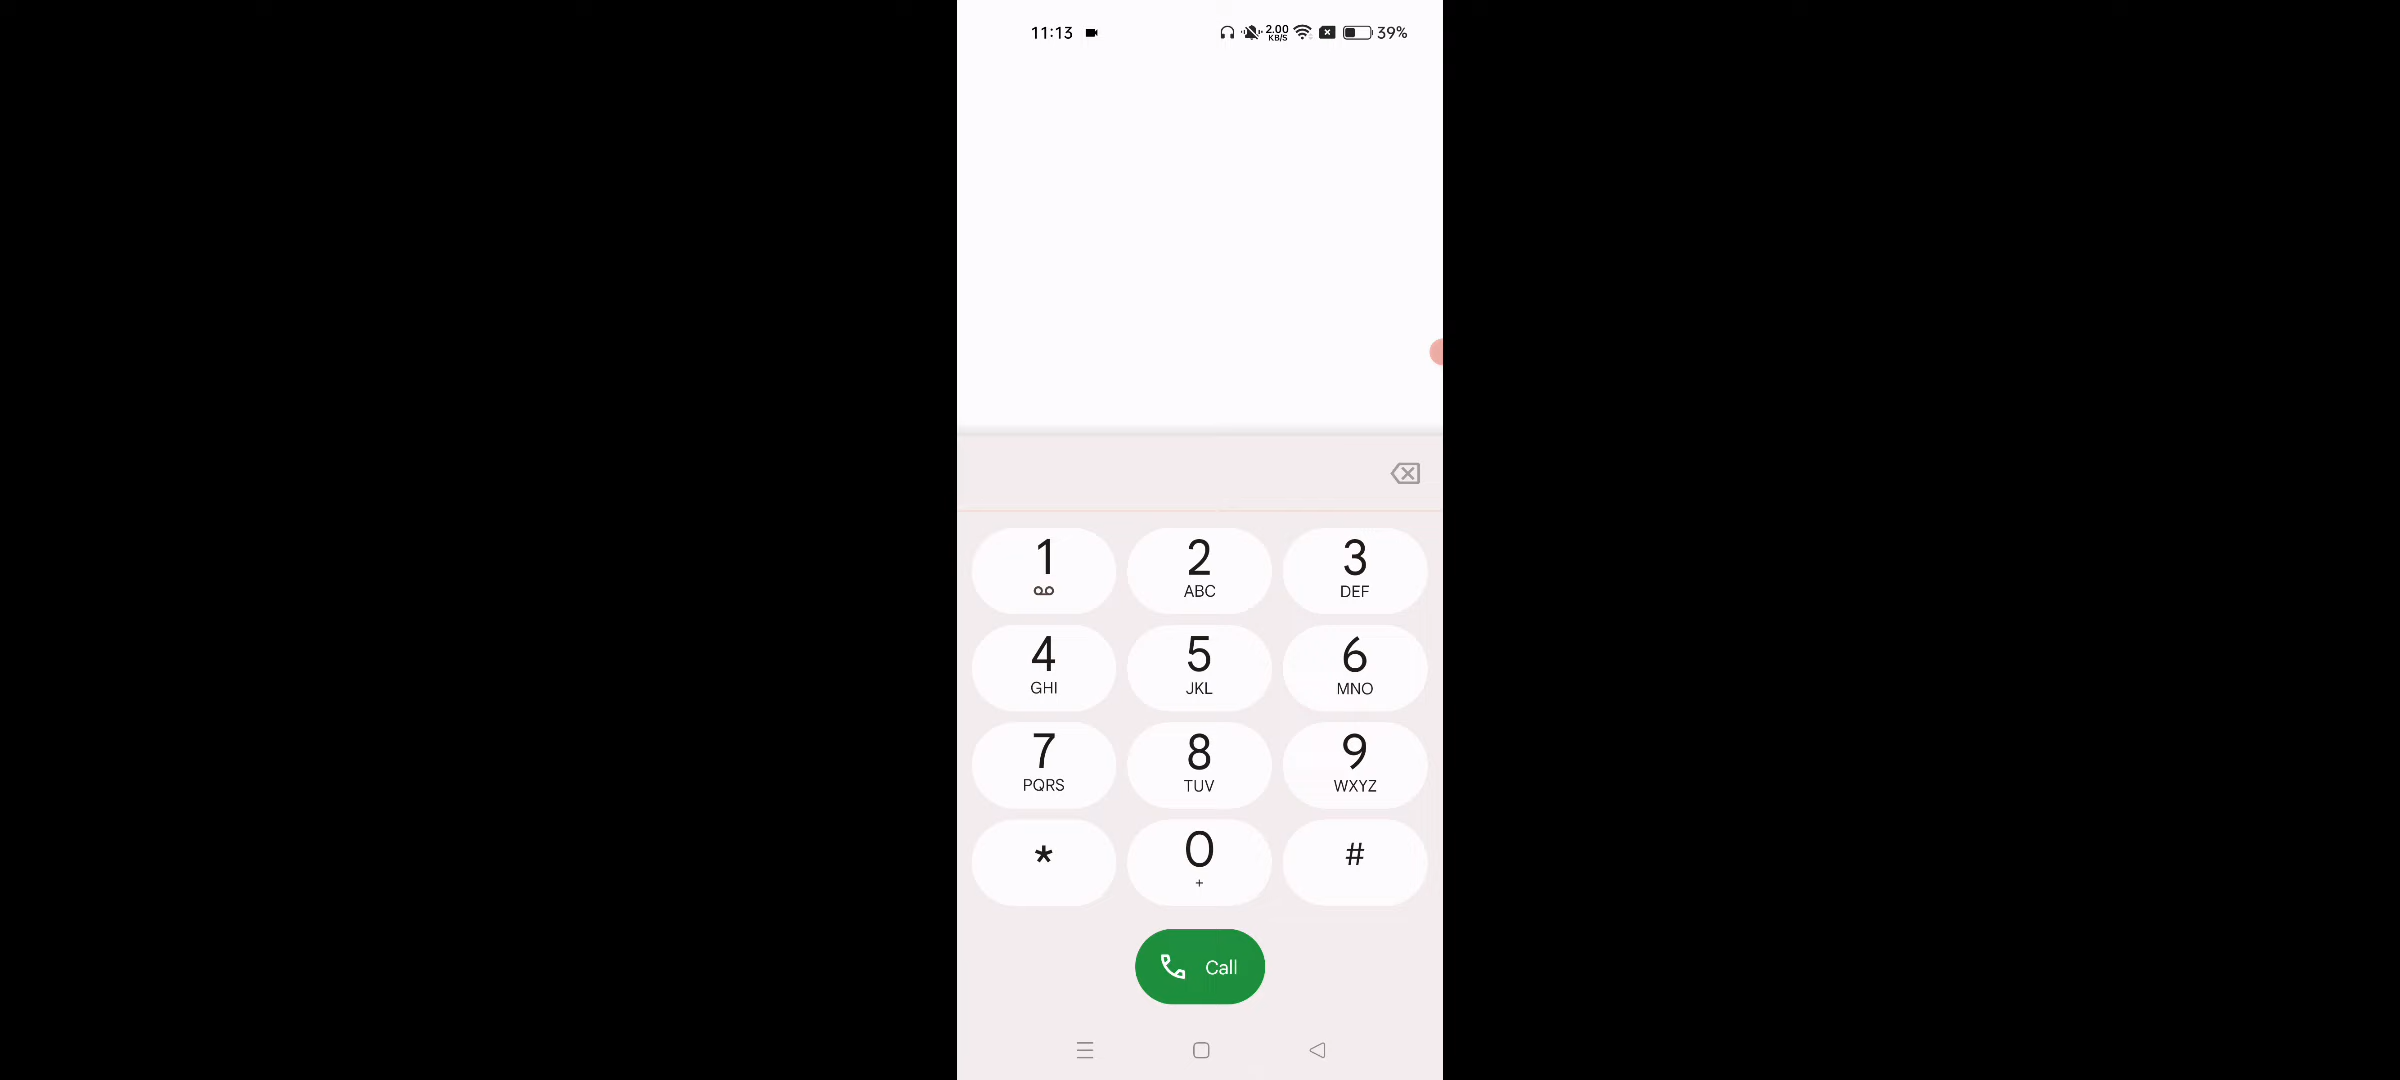 11:13 2.00 KB/S 39%
1 2 3
ABC DEF
4 5 6
GHI JKL MNO
7 8 9
PQRS TUV WXYZ
* 0 #
+
Call